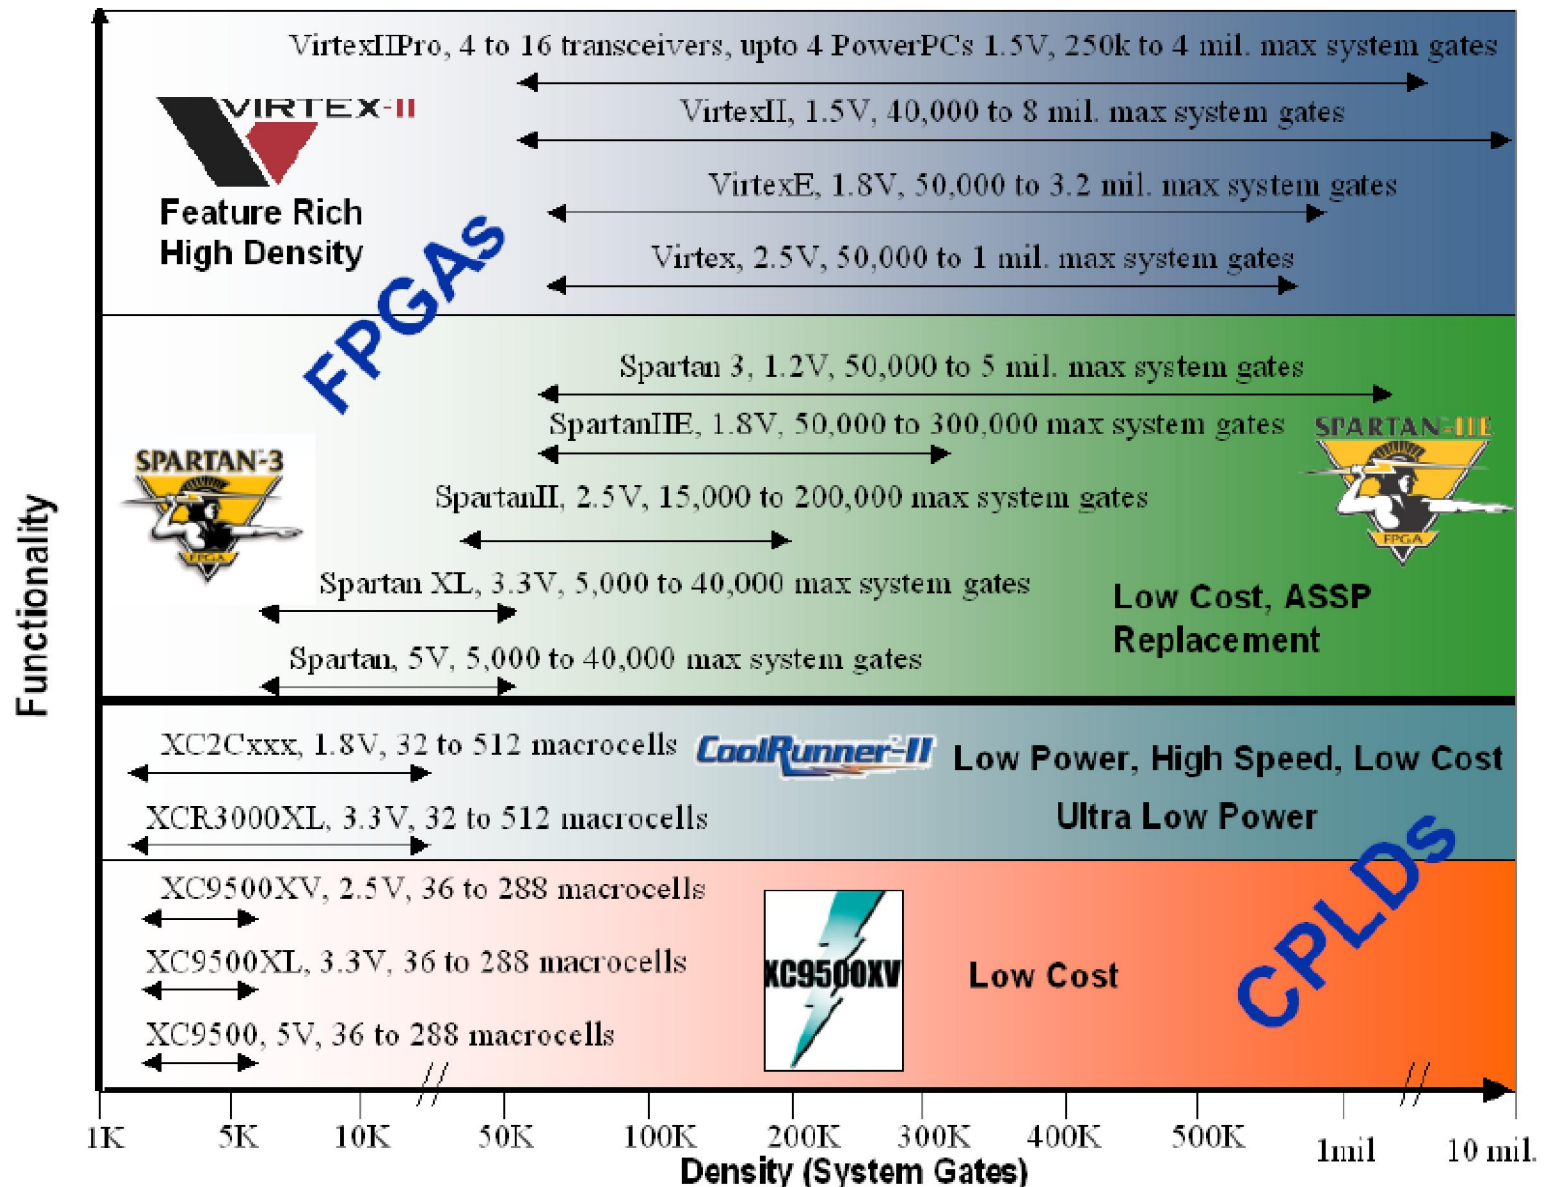 VirtexIIPro, 4 to 16 transceivers, upto 4 PowerPCs 1.5V, 250k to 4 mil. max system gates
VIRTEX-II
VirtexII, 1.5V, 40,000 to 8 mil. max system gates
VirtexE, 1.8V, 50,000 to 3.2 mil. max system gates
Feature Rich
High Density
Virtex, 2.5V, 50,000 to 1 mil. max system gates
FPGAs
Spartan 3, 1.2V, 50,000 to 5 mil. max system gates
SpartanIIE, 1.8V, 50,000 to 300,000 max system gates
SPARTAN-IIE
FPGA
SPARTAN-3
FPGA
SpartanII, 2.5V, 15,000 to 200,000 max system gates
Spartan XL, 3.3V, 5,000 to 40,000 max system gates
Low Cost, ASSP
Replacement
Spartan, 5V, 5,000 to 40,000 max system gates
Functionality
XC2Cxxx, 1.8V, 32 to 512 macrocells
CoolRunner-II
Low Power, High Speed, Low Cost
XCR3000XL, 3.3V, 32 to 512 macrocells
Ultra Low Power
XC9500XV, 2.5V, 36 to 288 macrocells
CPLDs
XC9500XL, 3.3V, 36 to 288 macrocells
XC9500XV
Low Cost
XC9500, 5V, 36 to 288 macrocells
1K 5K 10K 50K 100K 200K 300K 400K 500K 1mil 10 mil.
Density (System Gates)